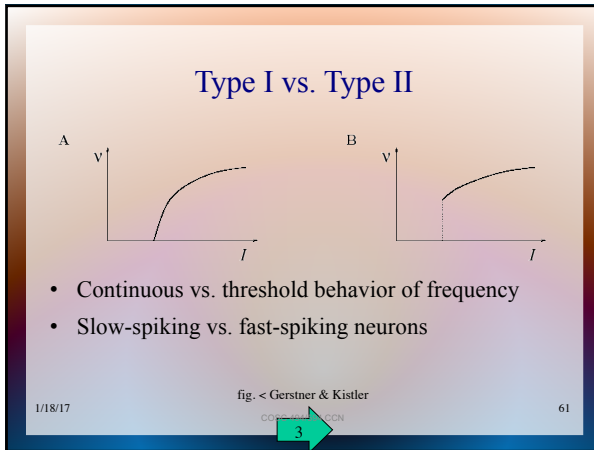 Type I vs. Type II
A
ν
I
B
ν
I
• Continuous vs. threshold behavior of frequency
• Slow-spiking vs. fast-spiking neurons
fig. < Gerstner & Kistler
1/18/17
CCN
61
3